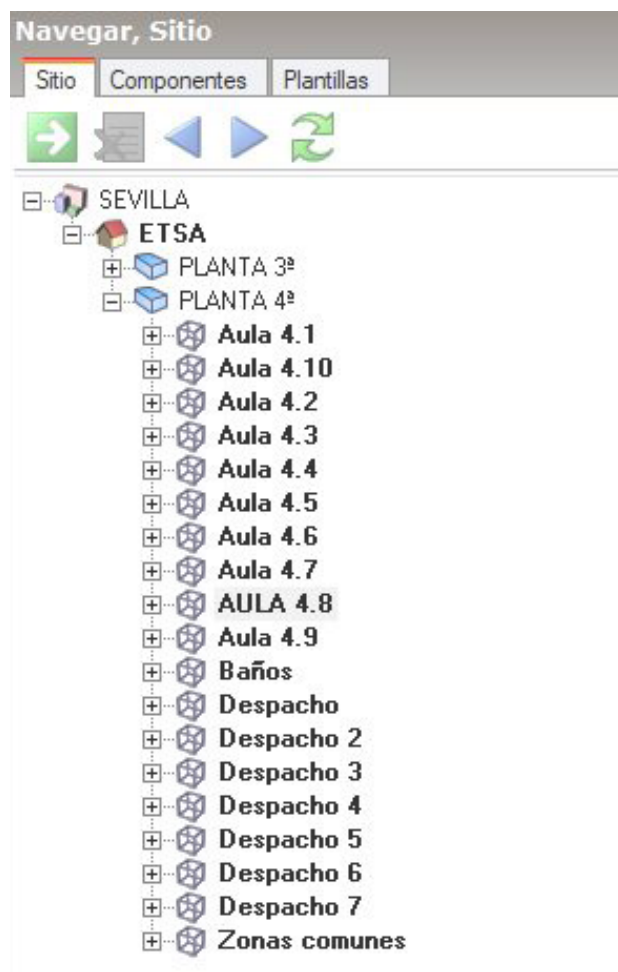 Navegar, Sitio
Sitio Componentes Plantillas
SEVILLA
ETSA
PLANTA 3ª
PLANTA 4ª
Aula 4.1
Aula 4.10
Aula 4.2
Aula 4.3
Aula 4.4
Aula 4.5
Aula 4.6
Aula 4.7
AULA 4.8
Aula 4.9
Baños
Despacho
Despacho 2
Despacho 3
Despacho 4
Despacho 5
Despacho 6
Despacho 7
Zonas comunes